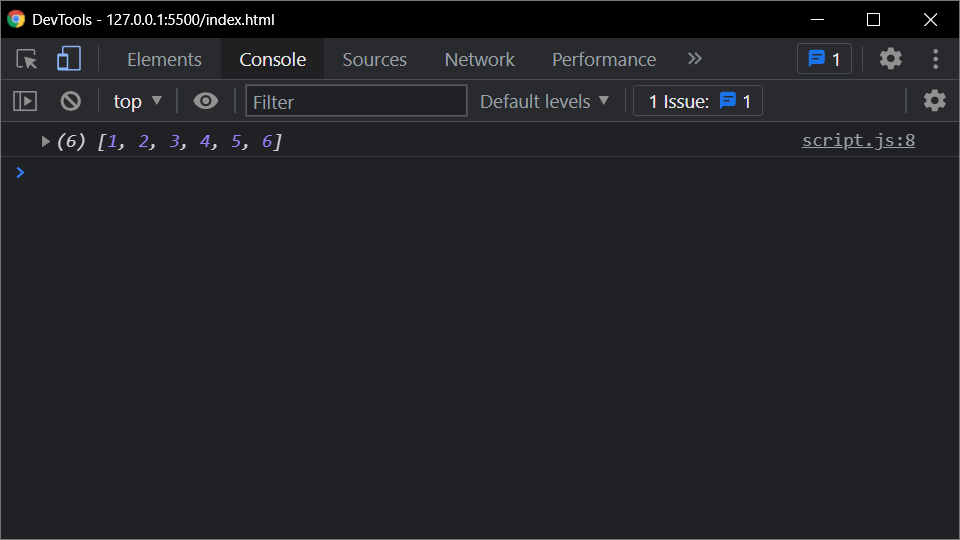 DevTools - 127.0.0.1:5500/index.html
Elements Console Sources Network Performance 1
top Filter Default levels 1 Issue: 1
(6) [1, 2, 3, 4, 5, 6] script.js:8